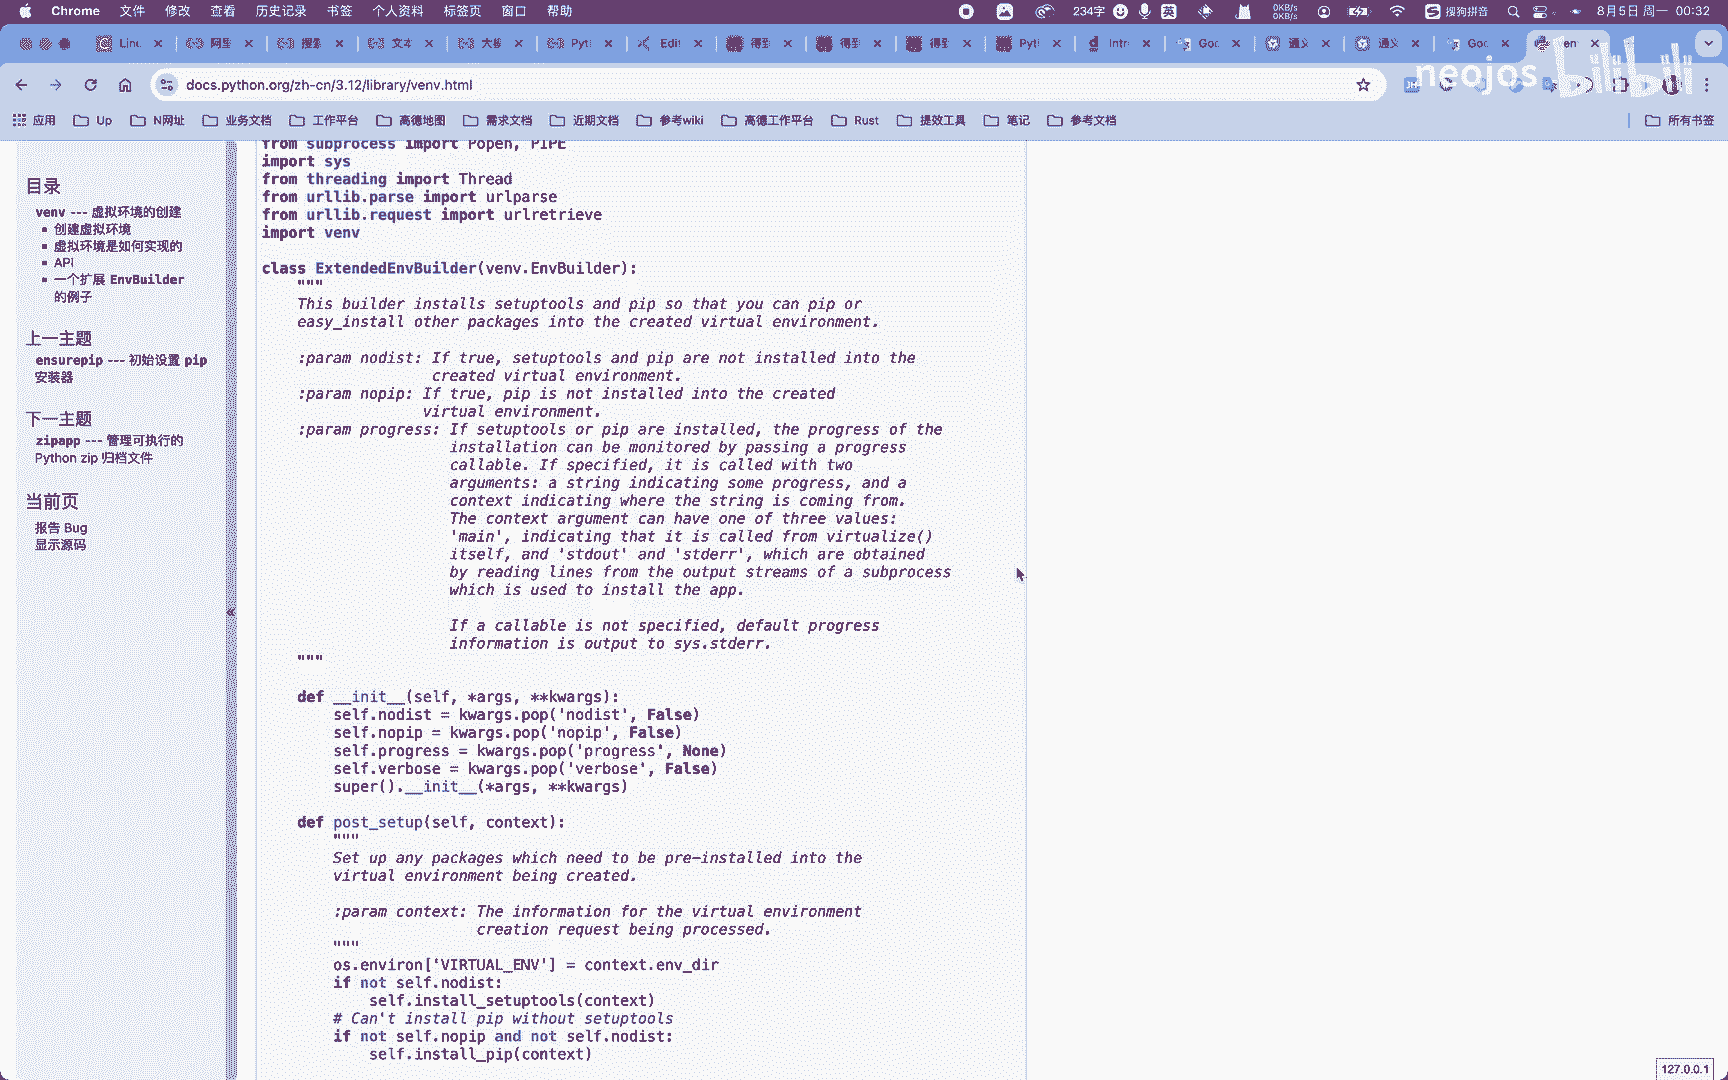 Chrome 文件 修改 查看 历史记录 书签 个人资料 标签页 窗口 帮助 234字 英 0KB/s 0KB/s 搜狗拼音 8月5日 周一 00:32
阿里 搜索 文本 大模 Pyti Edit 得到 得到 得到 Pyti Intr Goc 通义 通义 Goc
docs.python.org/zh-cn/3.12/library/venv.html
neojos bilibili
应用 Up N网址 业务文档 工作平台 高德地图 需求文档 近期文档 参考wiki 高德工作平台 Rust 提效工具 笔记 参考文档 所有书签
目录
venv --- 虚拟环境的创建
创建虚拟环境
虚拟环境是如何实现的
API
一个扩展 EnvBuilder
的例子
上一主题
ensurepip --- 初始设置 pip
安装器
下一主题
zipapp --- 管理可执行的
Python zip 归档文件
当前页
报告 Bug
显示源码
«
from subprocess import Popen, PIPE
import sys
from threading import Thread
from urllib.parse import urlparse
from urllib.request import urlretrieve
import venv
class ExtendedEnvBuilder(venv.EnvBuilder):
"""
This builder installs setuptools and pip so that you can pip or
easy_install other packages into the created virtual environment.
:param nodist: If true, setuptools and pip are not installed into the
created virtual environment.
:param nopip: If true, pip is not installed into the created
virtual environment.
:param progress: If setuptools or pip are installed, the progress of the
installation can be monitored by passing a progress
callable. If specified, it is called with two
arguments: a string indicating some progress, and a
context indicating where the string is coming from.
The context argument can have one of three values:
'main', indicating that it is called from virtualize()
itself, and 'stdout' and 'stderr', which are obtained
by reading lines from the output streams of a subprocess
which is used to install the app.
If a callable is not specified, default progress
information is output to sys.stderr.
"""
def __init__(self, *args, **kwargs):
self.nodist = kwargs.pop('nodist', False)
self.nopip = kwargs.pop('nopip', False)
self.progress = kwargs.pop('progress', None)
self.verbose = kwargs.pop('verbose', False)
super().__init__(*args, **kwargs)
def post_setup(self, context):
"""
Set up any packages which need to be pre-installed into the
virtual environment being created.
:param context: The information for the virtual environment
creation request being processed.
"""
os.environ['VIRTUAL_ENV'] = context.env_dir
if not self.nodist:
self.install_setuptools(context)
# Can't install pip without setuptools
if not self.nopip and not self.nodist:
self.install_pip(context)
127.0.0.1